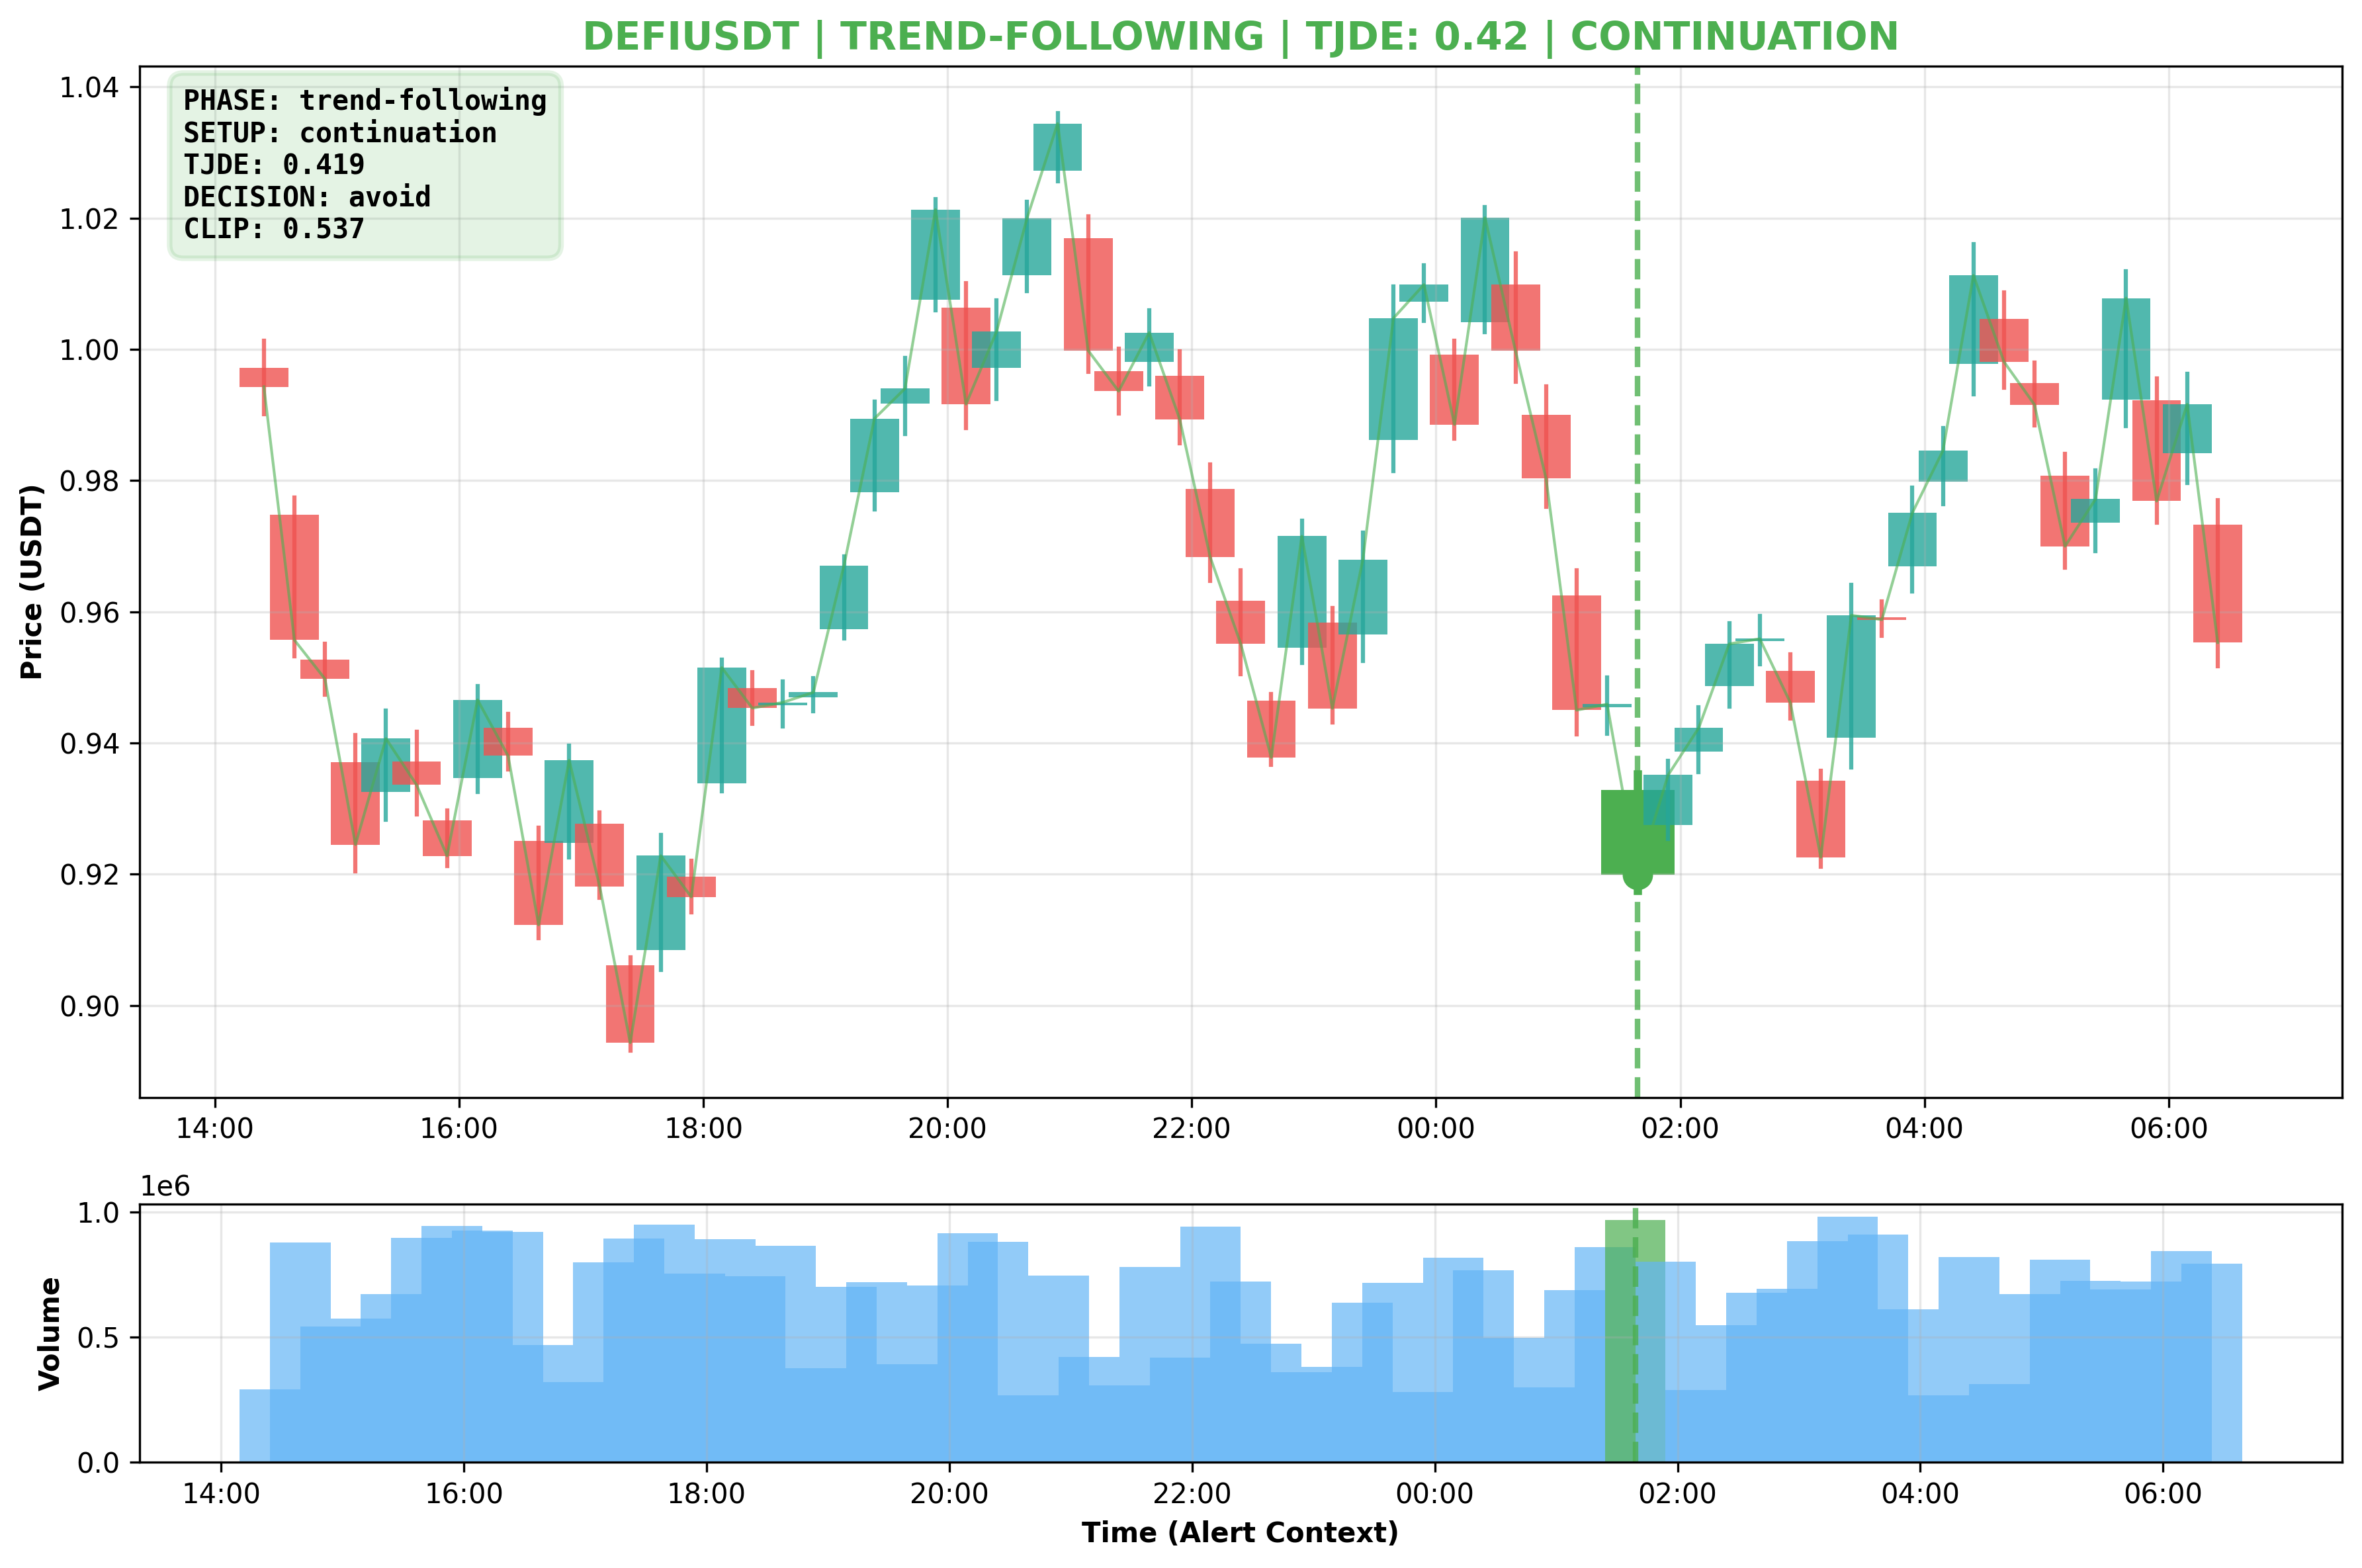 DEFIUSDT | TREND-FOLLOWING | TJDE: 0.42 | CONTINUATION
PHASE: trend-following
SETUP: continuation
TJDE: 0.419
DECISION: avoid
CLIP: 0.537
Price (USDT)
1.04
1.02
1.00
0.98
0.96
0.94
0.92
0.90
14:00 16:00 18:00 20:00 22:00 00:00 02:00 04:00 06:00
1e6
Volume
1.0
0.5
0.0
14:00 16:00 18:00 20:00 22:00 00:00 02:00 04:00 06:00
Time (Alert Context)